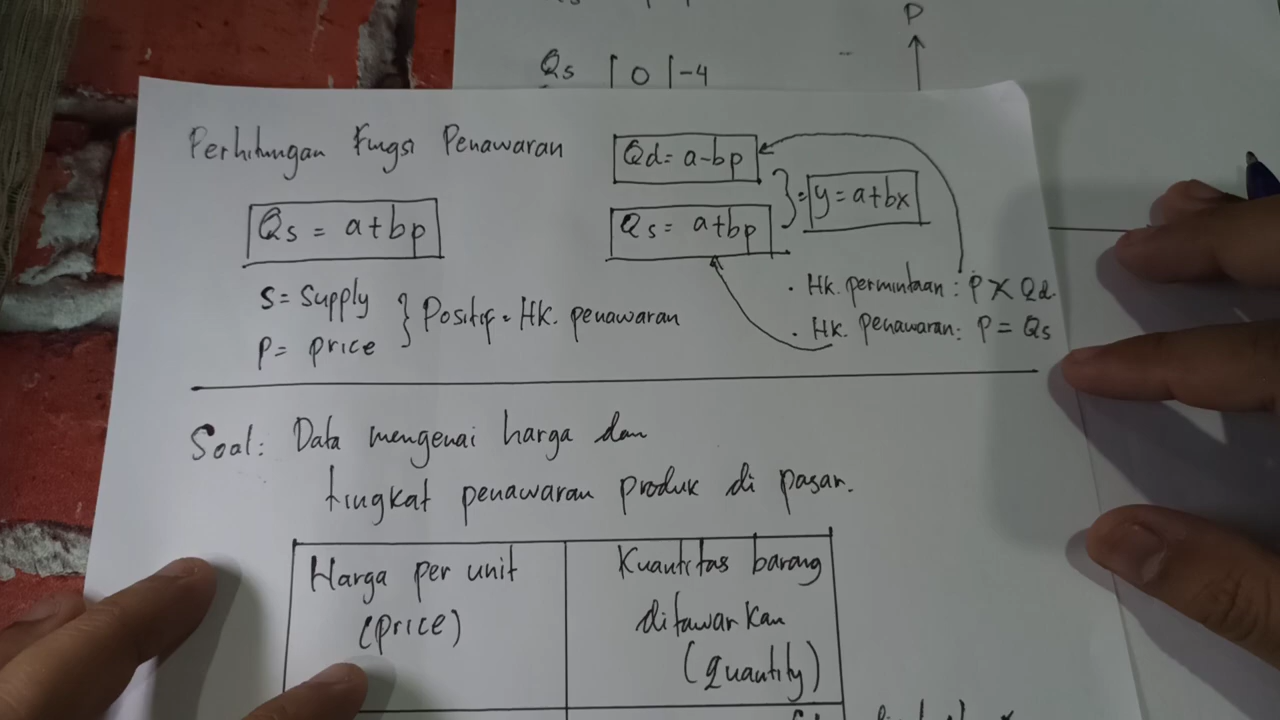 P
Qs | 0 | -4
Perhitungan Fungsi Penawaran
Qs = a+bp
S = Supply
P = price
} Positif = Hk. penawaran
Qd = a-bp
Qs = a+bp
} = y = a+bx
• Hk. permintaan : P X Qd
• Hk. penawaran : P = Qs
Soal : Data mengenai harga dan
tingkat penawaran produk di pasar.
Harga per unit
(price)
Kuantitas barang
ditawarkan
(quantity)